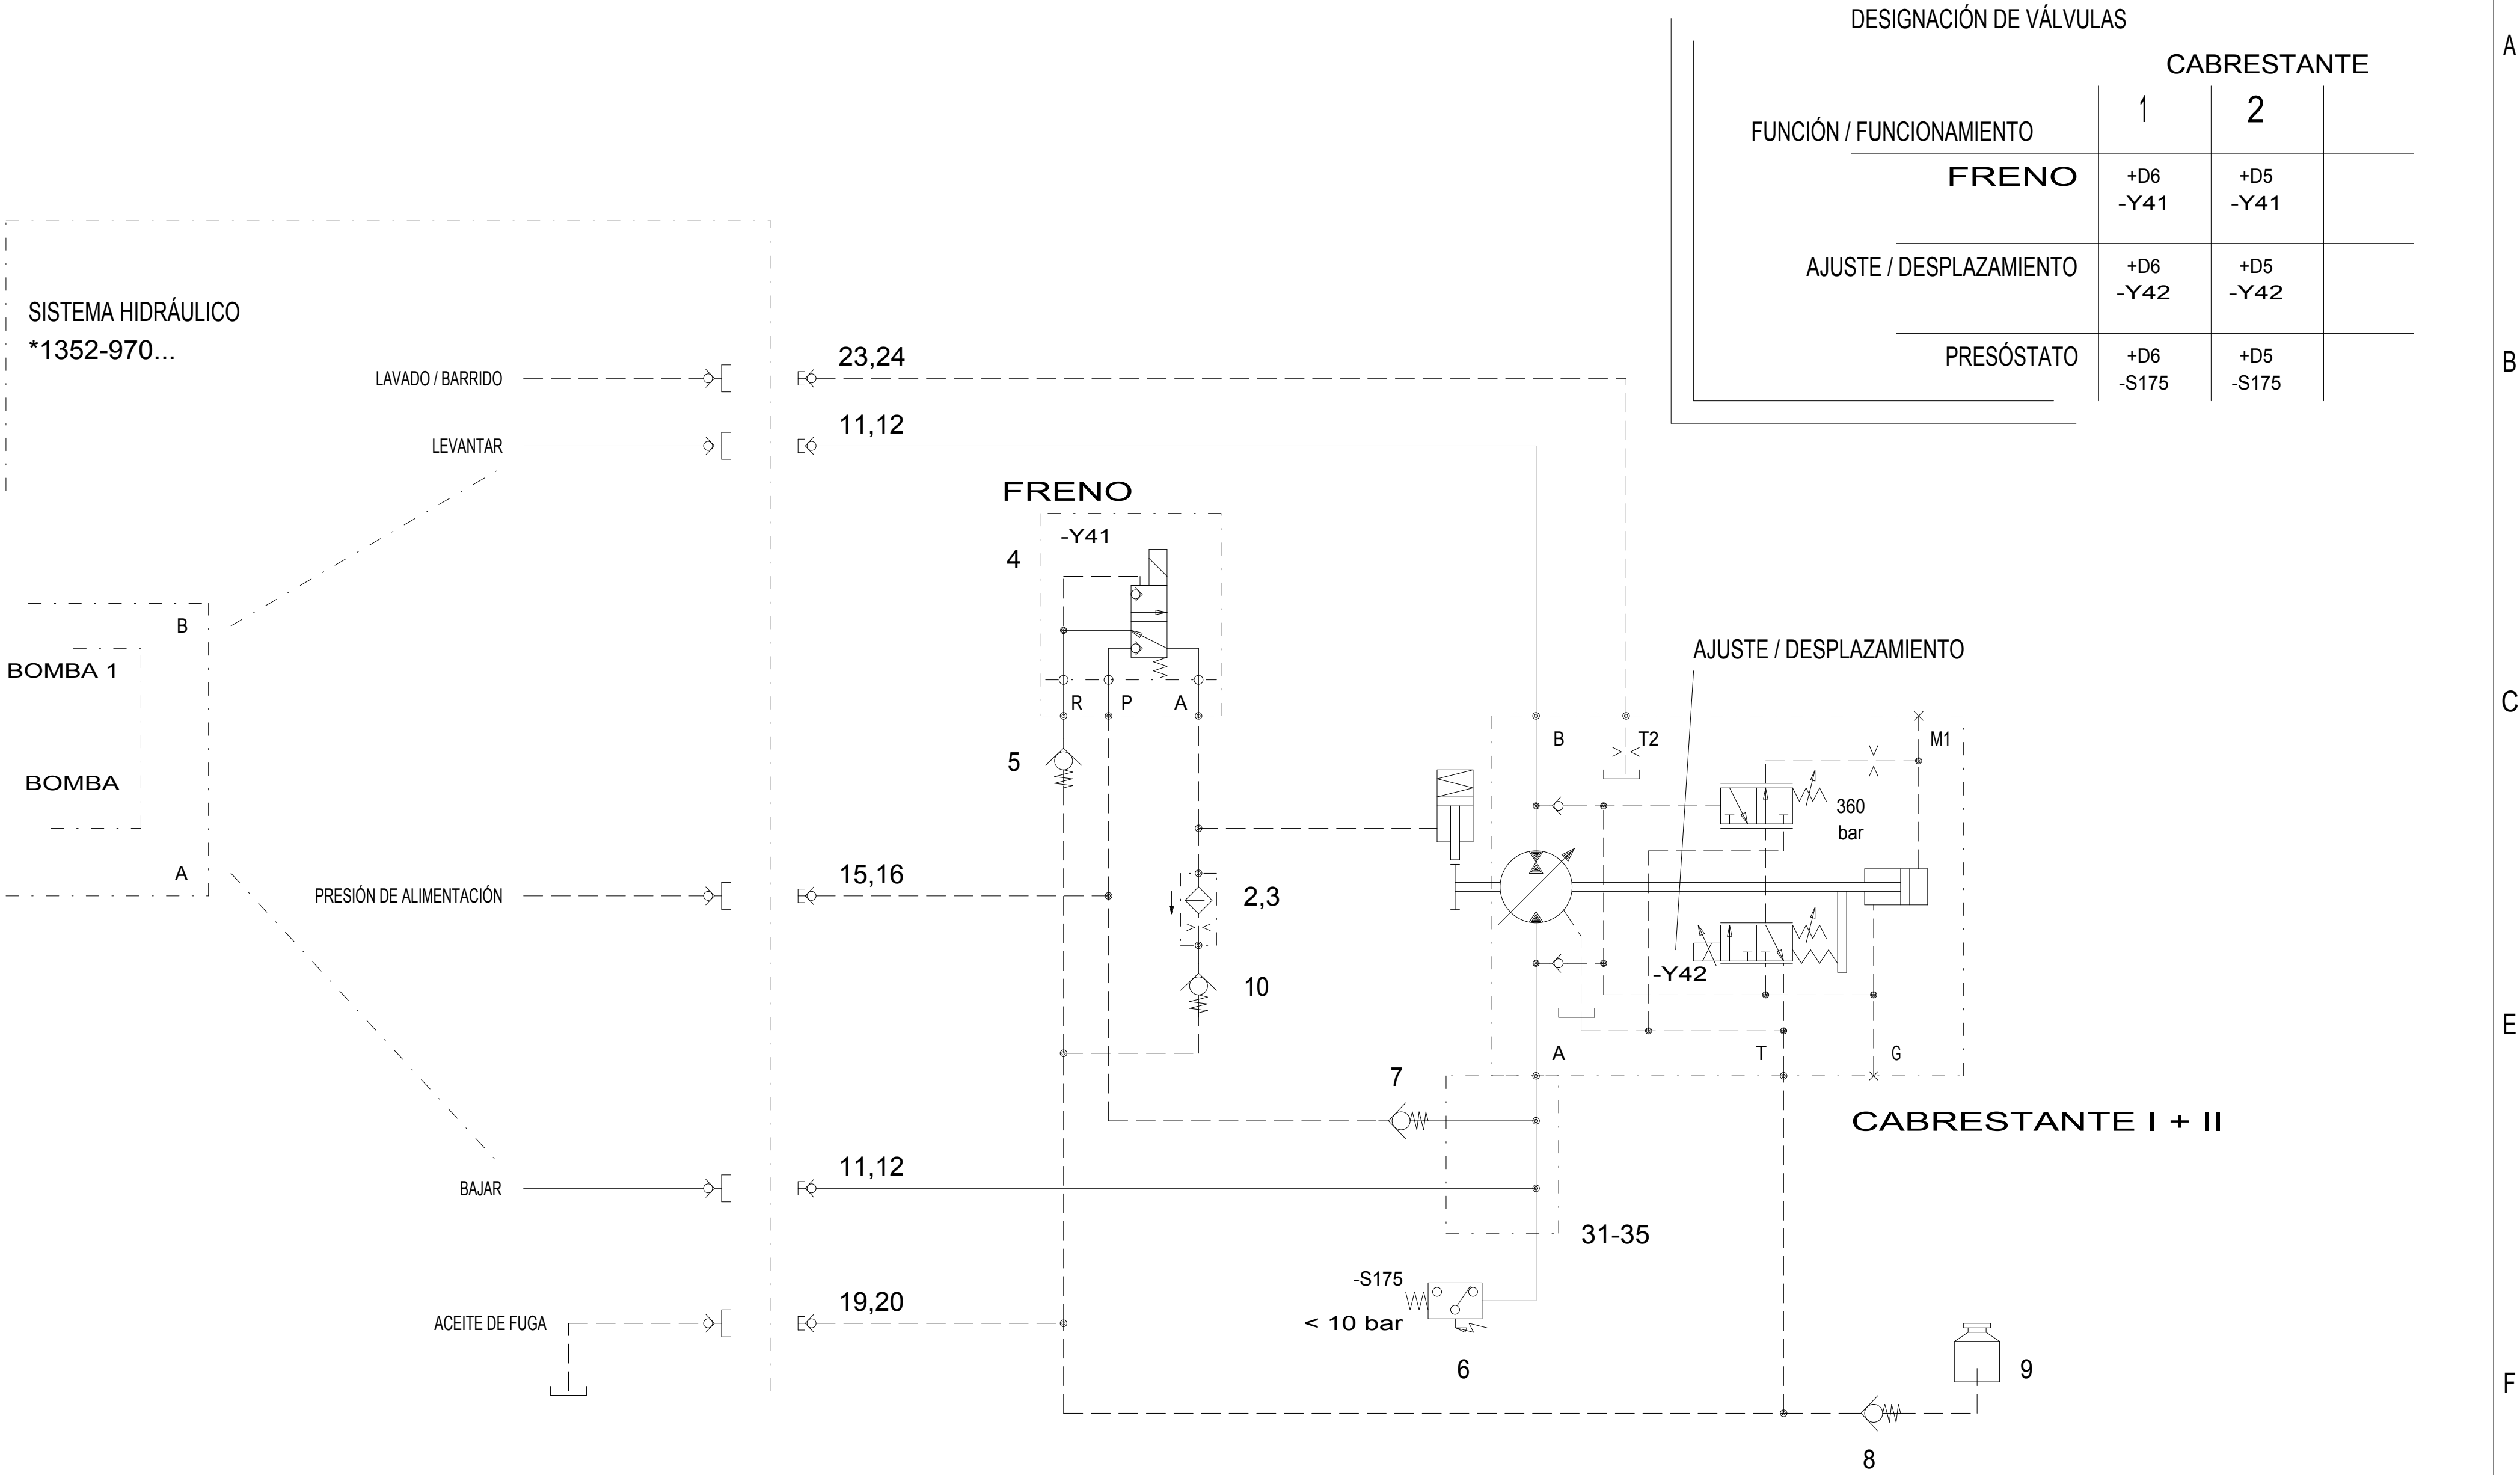 DESIGNACIÓN DE VÁLVULAS
CABRESTANTE
FUNCIÓN / FUNCIONAMIENTO 1 2
FRENO +D6 +D5
-Y41 -Y41
AJUSTE / DESPLAZAMIENTO +D6 +D5
-Y42 -Y42
PRESÓSTATO +D6 +D5
-S175 -S175
A
B
C
E
F
SISTEMA HIDRÁULICO
*1352-970...
LAVADO / BARRIDO
23,24
LEVANTAR
11,12
FRENO
-Y41
4
R P A
5
B
BOMBA 1
BOMBA
A
AJUSTE / DESPLAZAMIENTO
B T2 M1
360
bar
PRESIÓN DE ALIMENTACIÓN
15,16
2,3
-Y42
10
A T G
7
CABRESTANTE I + II
BAJAR
11,12
31-35
-S175
< 10 bar
6
ACEITE DE FUGA
19,20
9
8